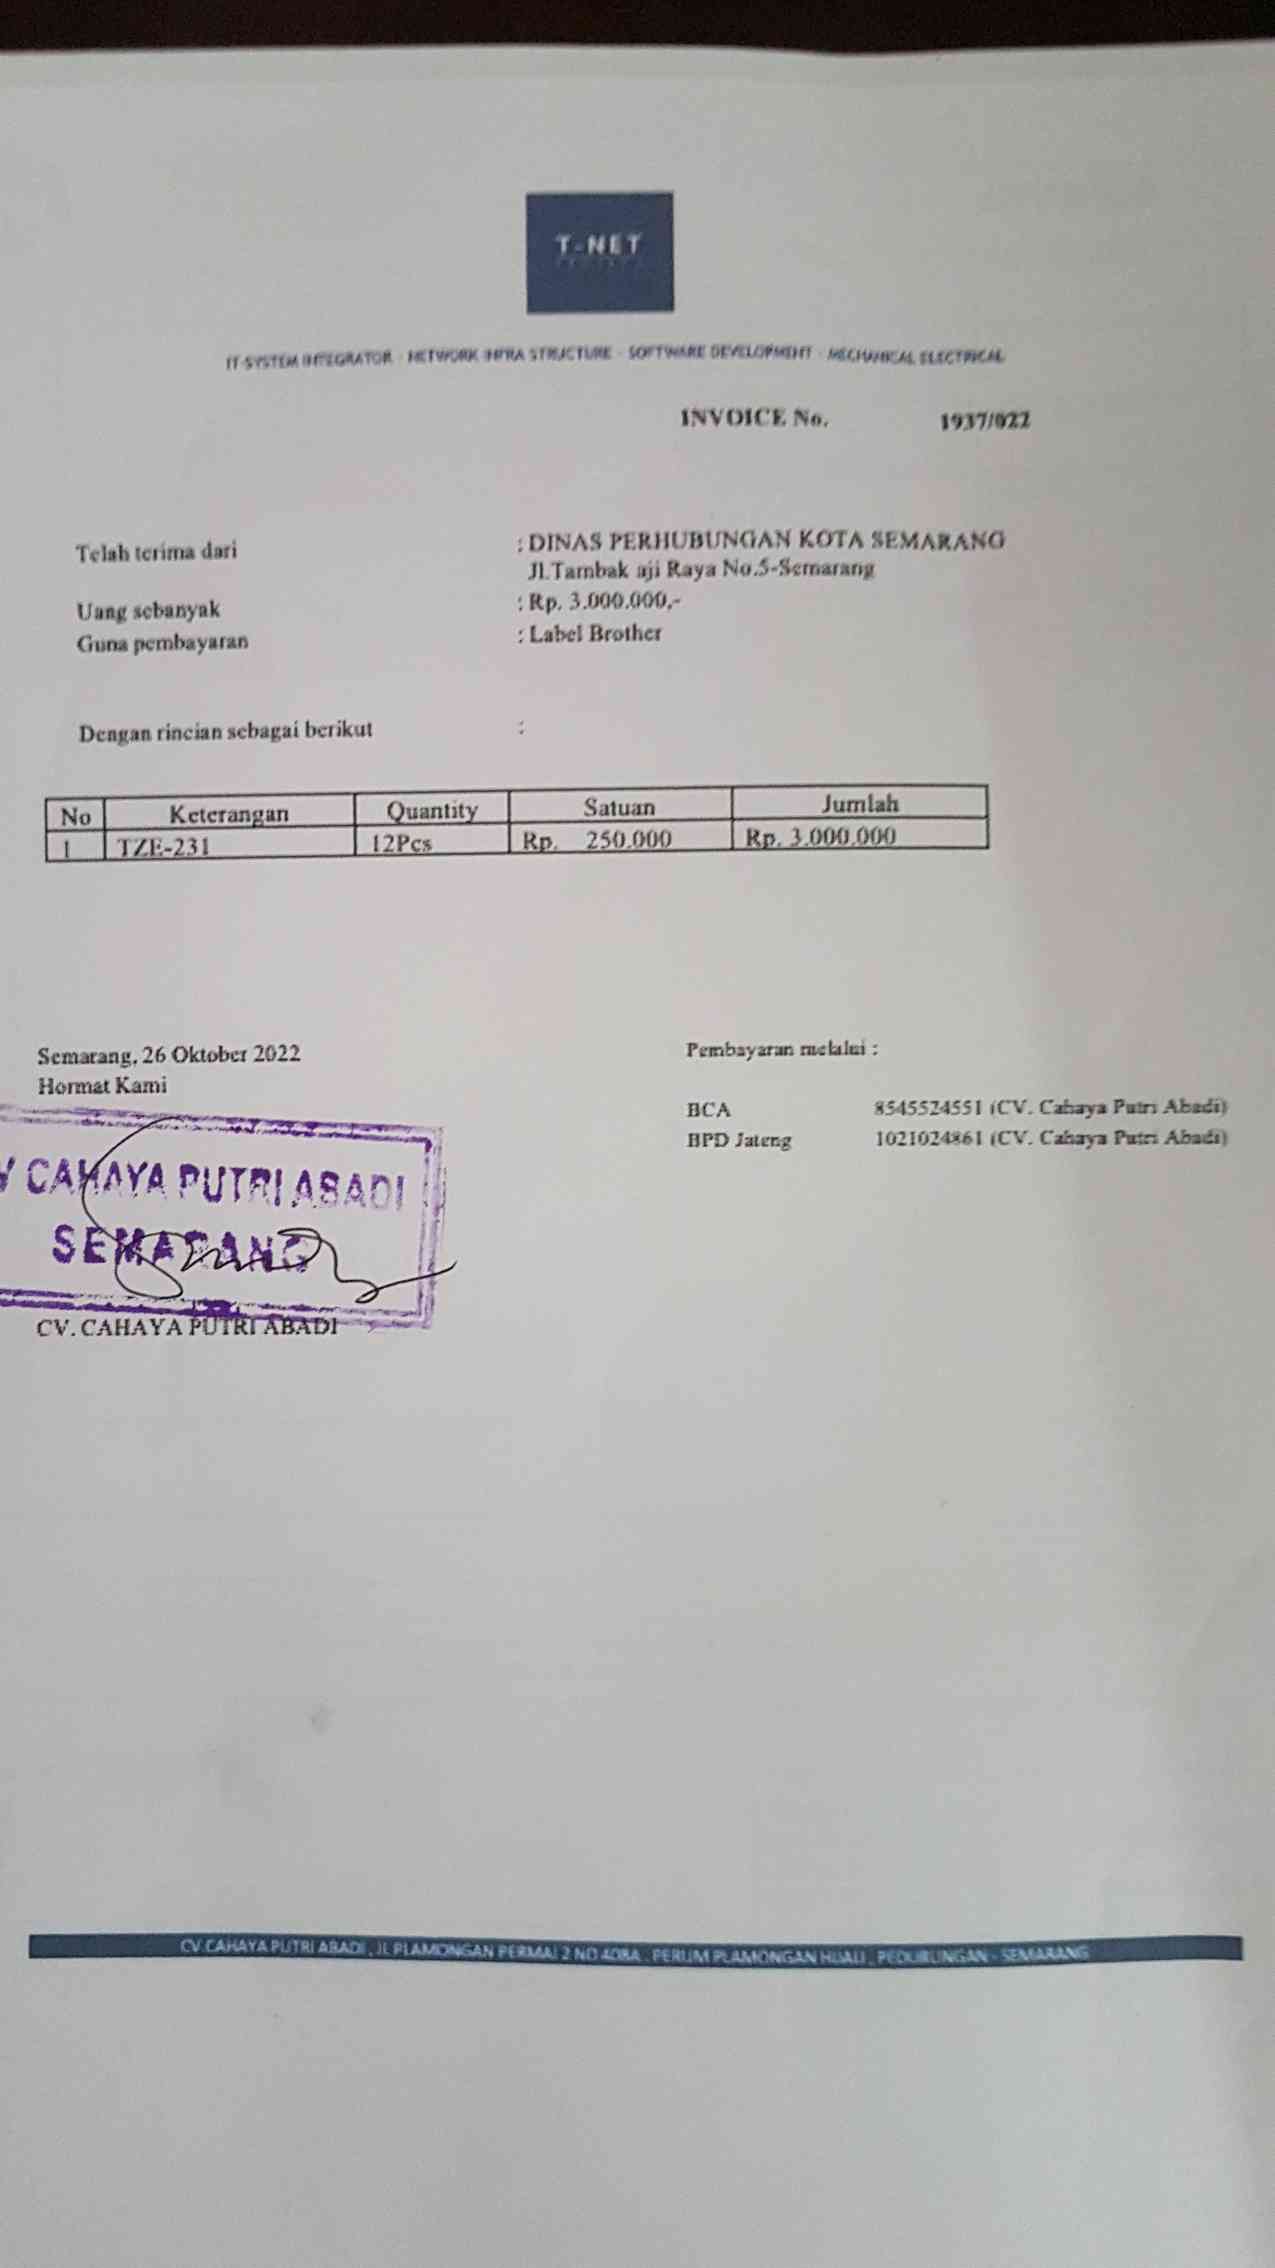 T-NET
IT-SYSTEM INTEGRATOR - NETWORK INFRA STRUCTURE - SOFTWARE DEVELOPMENT - MECHANICAL ELECTRICAL
INVOICE No. 1937/022
Telah terima dari : DINAS PERHUBUNGAN KOTA SEMARANG
Jl.Tambak aji Raya No.5-Semarang
Uang sebanyak : Rp. 3.000.000,-
Guna pembayaran : Label Brother
Dengan rincian sebagai berikut :
No Keterangan Quantity Satuan Jumlah
1 TZE-231 12Pcs Rp. 250.000 Rp. 3.000.000
Semarang, 26 Oktober 2022
Hormat Kami
Pembayaran melalui :
BCA 8545524551 (CV. Cahaya Putri Abadi)
BPD Jateng 1021024861 (CV. Cahaya Putri Abadi)
V CAHAYA PUTRI ABADI
SEMARANG
CV. CAHAYA PUTRI ABADI
CV.CAHAYA PUTRI ABADI , JL PLAMONGAN PERMAI 2 NO 408A . PERUM PLAMONGAN HIJAU , PEDURUNGAN - SEMARANG